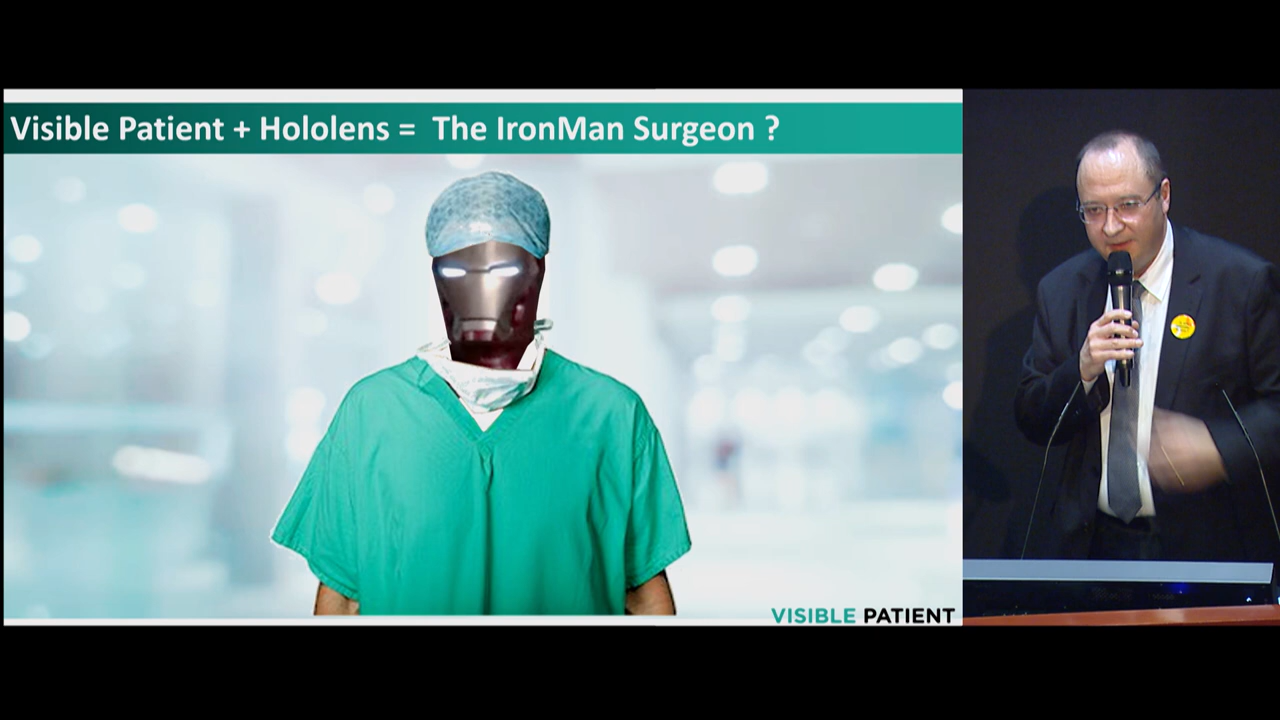 Visible Patient + Hololens = The IronMan Surgeon ?
VISIBLE PATIENT